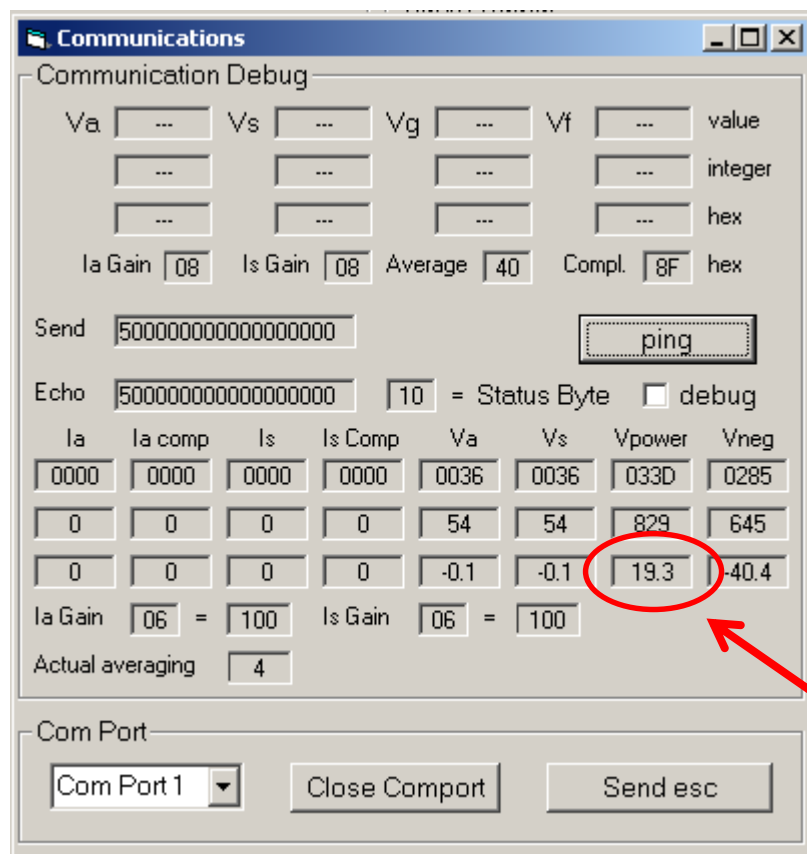 Communications
Communication Debug
Va --- Vs --- Vg --- Vf --- value
--- --- --- --- integer
--- --- --- --- hex
Ia Gain 08 Is Gain 08 Average 40 Compl. 8F hex
Send 500000000000000000 ping
Echo 500000000000000000 10 = Status Byte debug
Ia Ia comp Is Is Comp Va Vs Vpower Vneg
0000 0000 0000 0000 0036 0036 033D 0285
0 0 0 0 54 54 829 645
0 0 0 0 -0.1 -0.1 19.3 -40.4
Ia Gain 06 = 100 Is Gain 06 = 100
Actual averaging 4
Com Port
Com Port 1 Close Comport Send esc